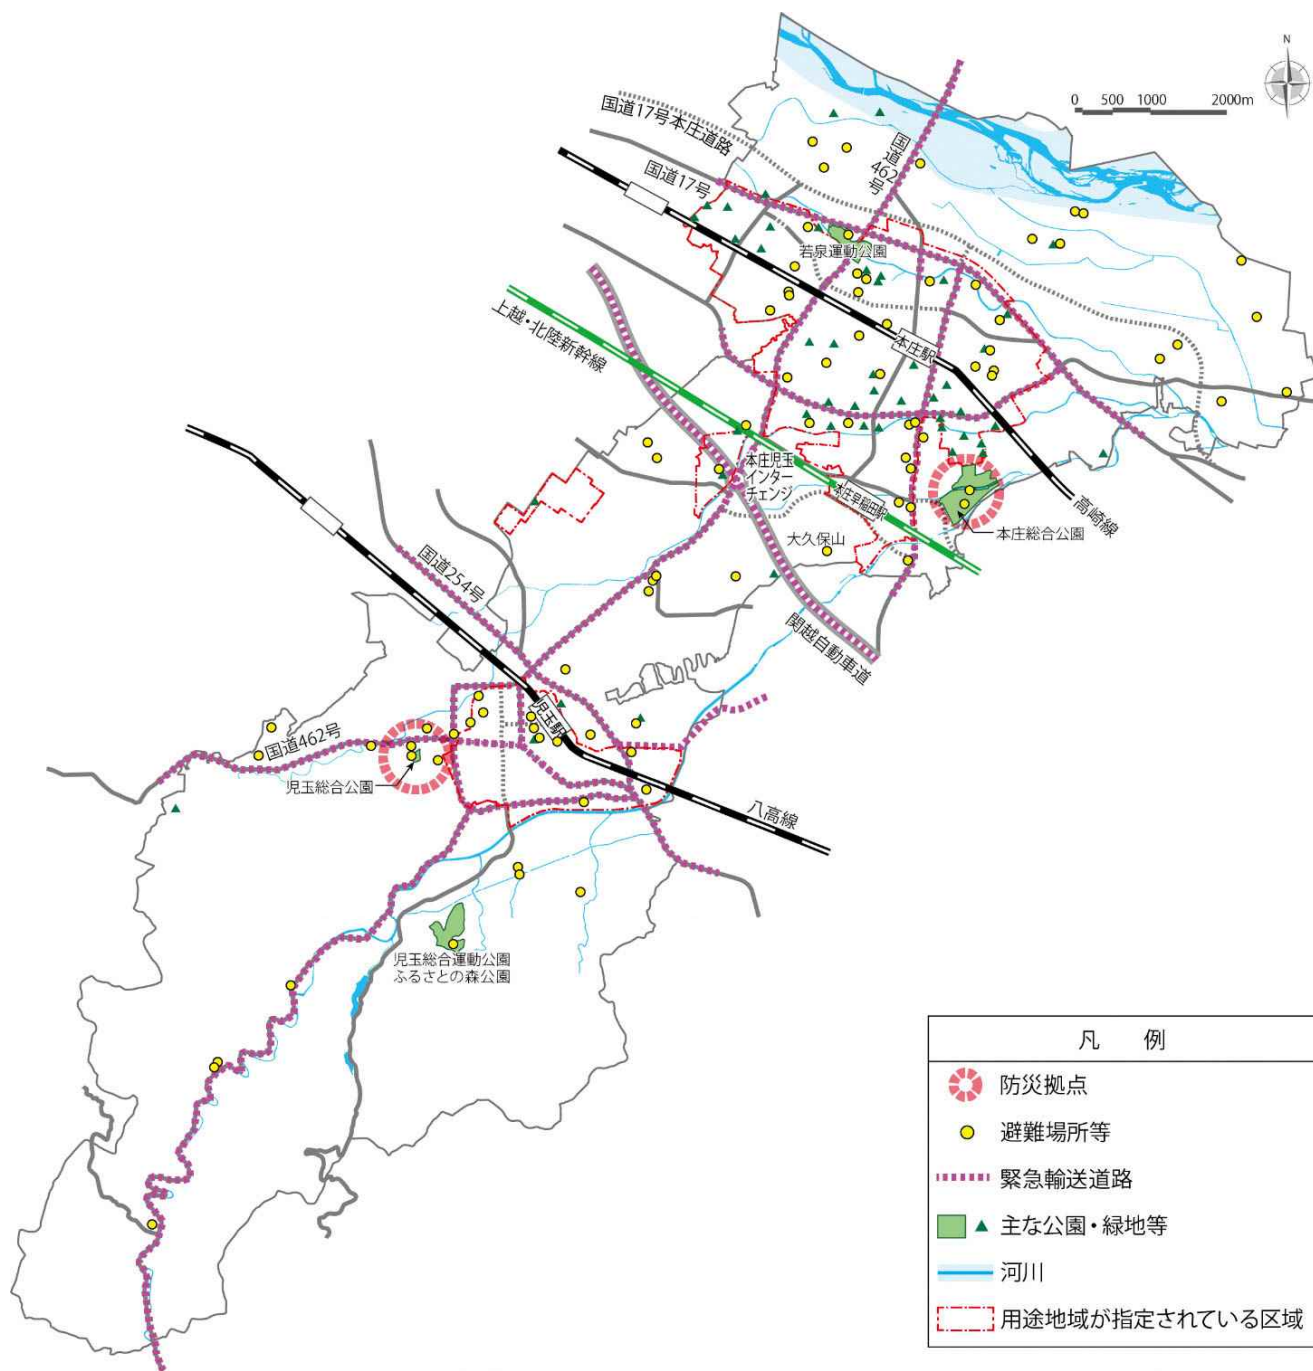 N
0 500 1000 2000m
国道17号本庄道路
国道462号
国道17号
若泉運動公園
上越・北陸新幹線
本庄駅
本庄児玉
インター
チェンジ
本庄早稲田駅
高崎線
本庄総合公園
大久保山
国道254号
関越自動車道
児玉駅
国道462号
児玉総合公園
八高線
児玉総合運動公園
ふるさとの森公園
凡 例
防災拠点
避難場所等
緊急輸送道路
主な公園・緑地等
河川
用途地域が指定されている区域